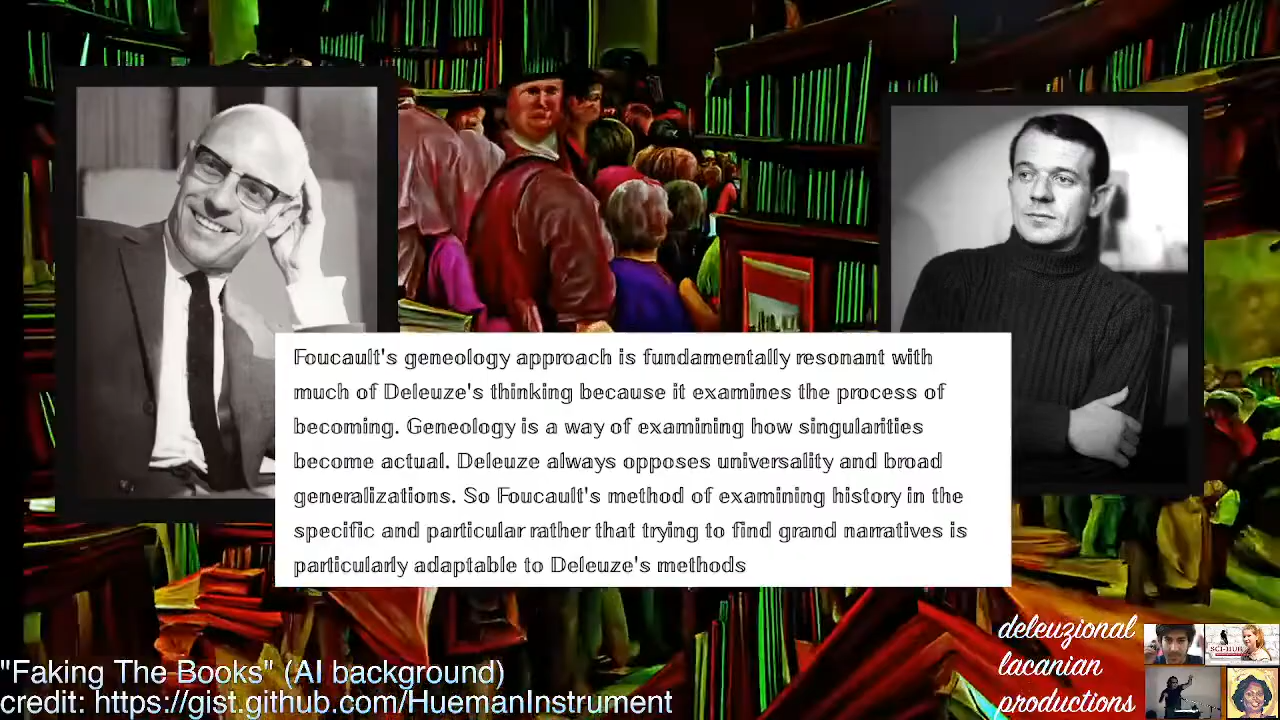 Foucault's geneology approach is fundamentally resonant with
much of Deleuze's thinking because it examines the process of
becoming. Geneology is a way of examining how singularities
become actual. Deleuze always opposes universality and broad
generalizations. So Foucault's method of examining history in the
specific and particular rather that trying to find grand narratives is
particularly adaptable to Deleuze's methods
"Faking The Books" (AI background)
credit: https://gist.github.com/HuemanInstrument
deleuzional
lacanian
productions
SCI-HUB